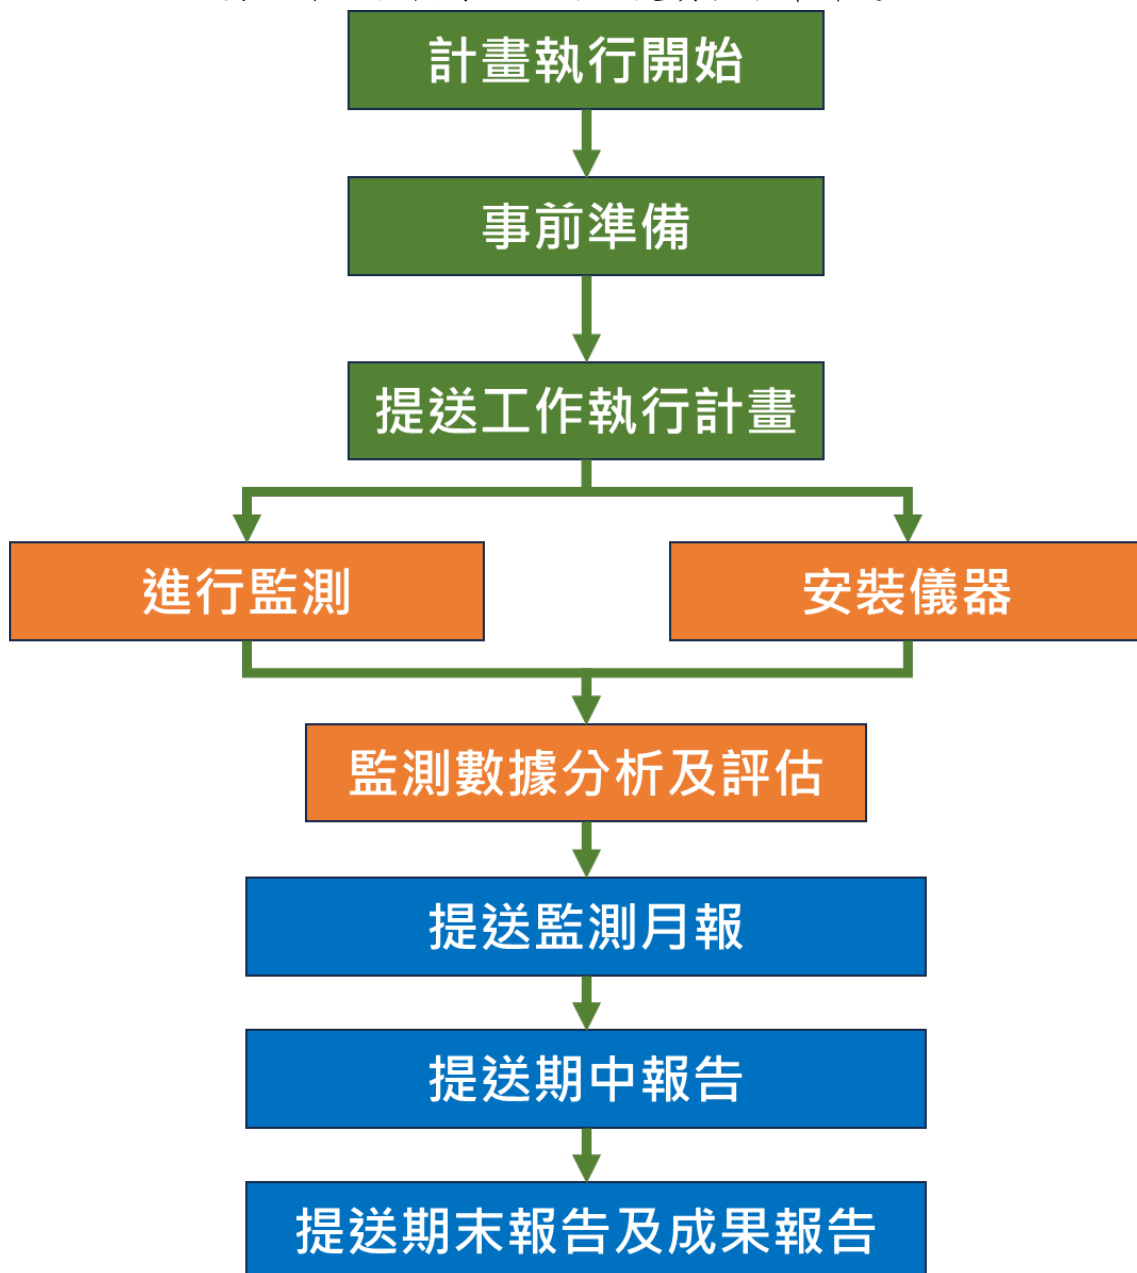 計畫執行開始
事前準備
提送工作執行計畫
進行監測
安裝儀器
監測數據分析及評估
提送監測月報
提送期中報告
提送期末報告及成果報告